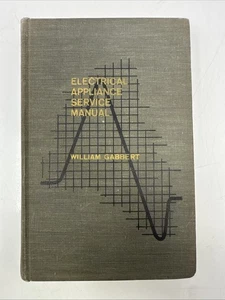 ELECTRICAL
APPLIANCE
SERVICE
MANUAL
WILLIAM GABBERT